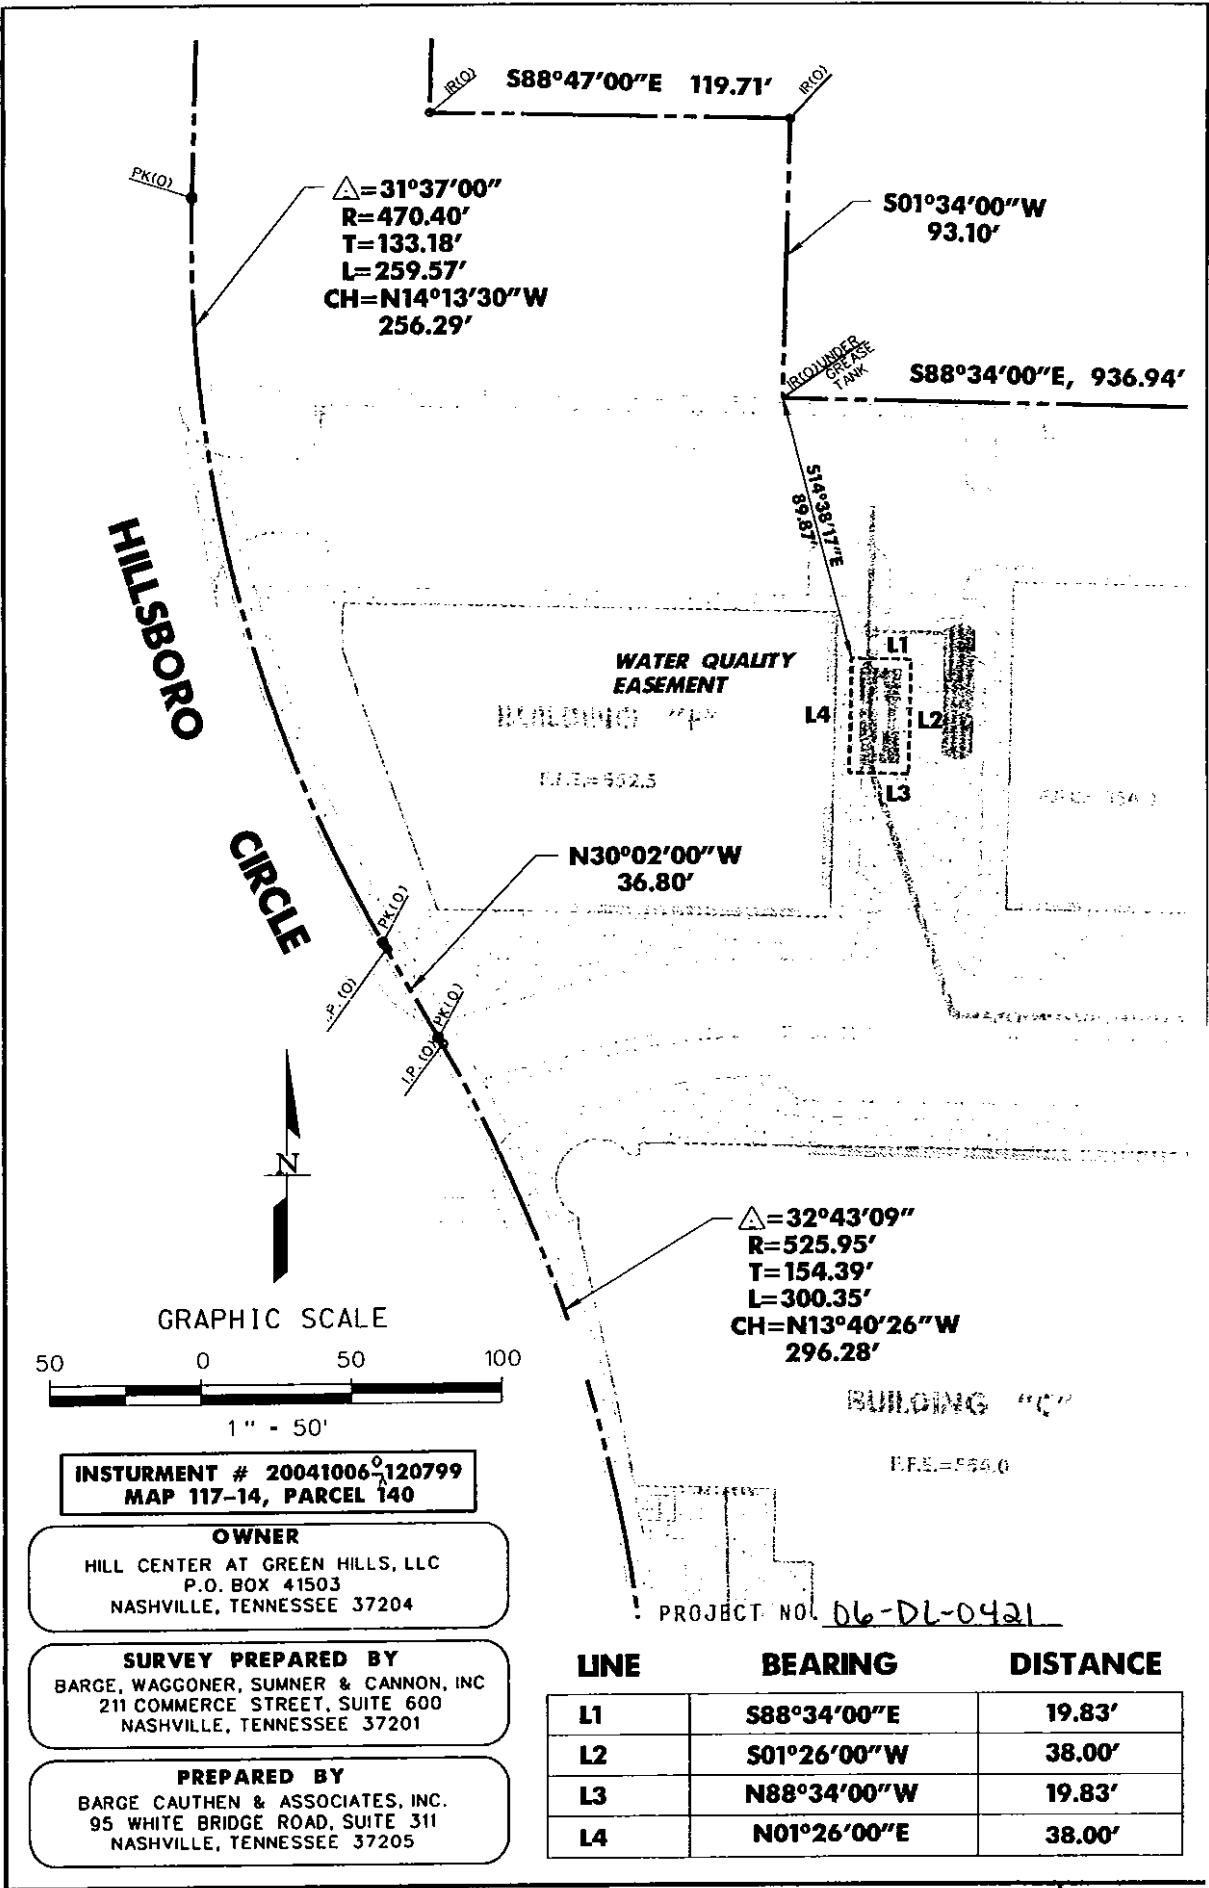 S88°47'00"E 119.71'
IR(O)
IR(O)
PK(O)
△=31°37'00"
R=470.40'
T=133.18'
L=259.57'
CH=N14°13'30"W
256.29'
S01°34'00"W
93.10'
IR(O)UNDER
GREASE
TANK
S88°34'00"E, 936.94'
S14°38'17"E
89.87'
HILLSBORO
CIRCLE
WATER QUALITY
EASEMENT
L1
L2
L3
L4
BUILDING
N30°02'00"W
36.80'
PK(O)
I.P. (O)
PK(O)
I.P. (O)
N
△=32°43'09"
R=525.95'
T=154.39'
L=300.35'
CH=N13°40'26"W
296.28'
BUILDING "C"
GRAPHIC SCALE
50 0 50 100
1" - 50'
INSTURMENT # 20041006-0120799
MAP 117-14, PARCEL 140
OWNER
HILL CENTER AT GREEN HILLS, LLC
P.O. BOX 41503
NASHVILLE, TENNESSEE 37204
SURVEY PREPARED BY
BARGE, WAGGONER, SUMNER & CANNON, INC
211 COMMERCE STREET, SUITE 600
NASHVILLE, TENNESSEE 37201
PREPARED BY
BARGE CAUTHEN & ASSOCIATES, INC.
95 WHITE BRIDGE ROAD, SUITE 311
NASHVILLE, TENNESSEE 37205
PROJECT NO. 06-DL-0421
LINE BEARING DISTANCE
L1 S88°34'00"E 19.83'
L2 S01°26'00"W 38.00'
L3 N88°34'00"W 19.83'
L4 N01°26'00"E 38.00'